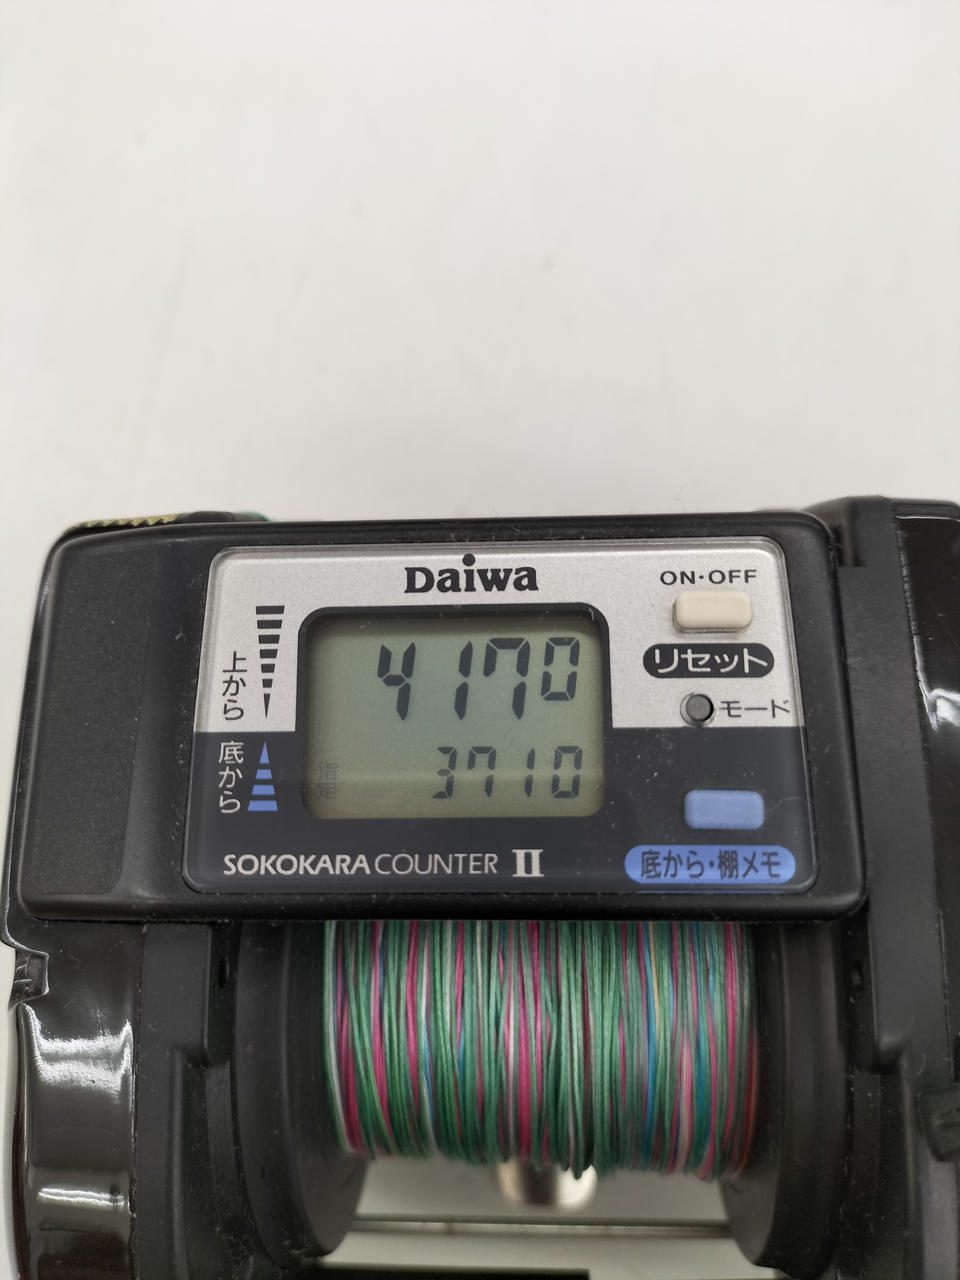 Daiwa
ON・OFF
リセット
モード
上から
4170
底から
指定
3710
SOKOKARA COUNTER II
底から・棚メモ